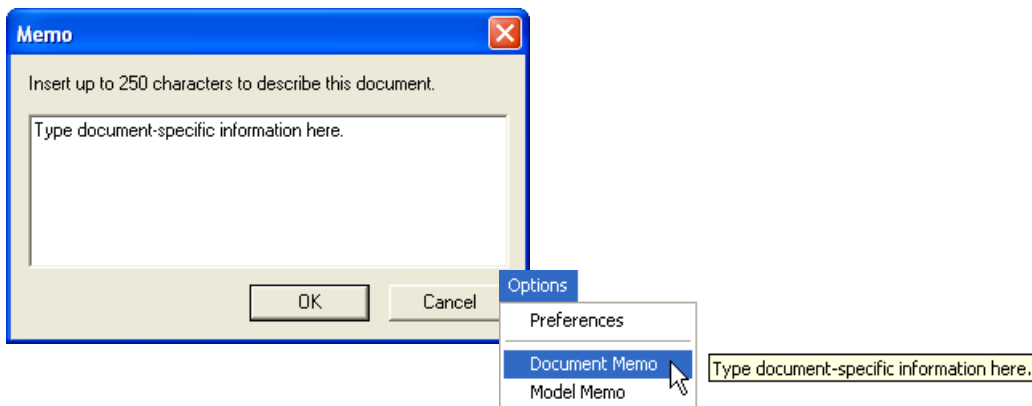 Memo
Insert up to 250 characters to describe this document.
Type document-specific information here.
OK
Cancel
Options
Preferences
Document Memo
Type document-specific information here.
Model Memo